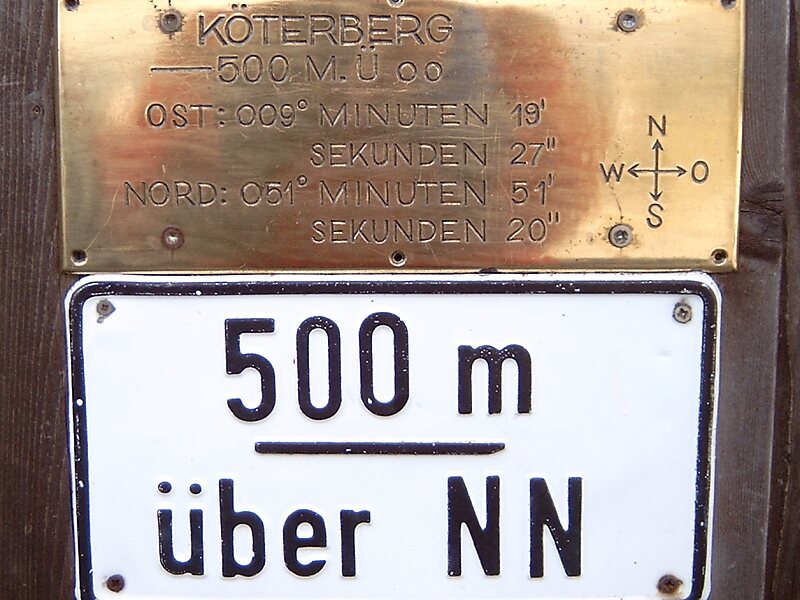 KÖTERBERG
—500 M. Ü oo
OST: 009° MINUTEN 19'
SEKUNDEN 27"
NORD: 051° MINUTEN 51'
SEKUNDEN 20"
N
W O
S
500 m
über NN